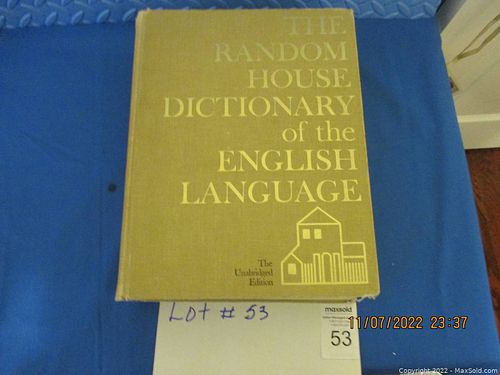 THE
RANDOM
HOUSE
DICTIONARY
of the
ENGLISH
LANGUAGE
The
Unabridged
Edition
Lot # 53
maxsold
53
11/07/2022 23:37
Copyright 2022 - MaxSold.com